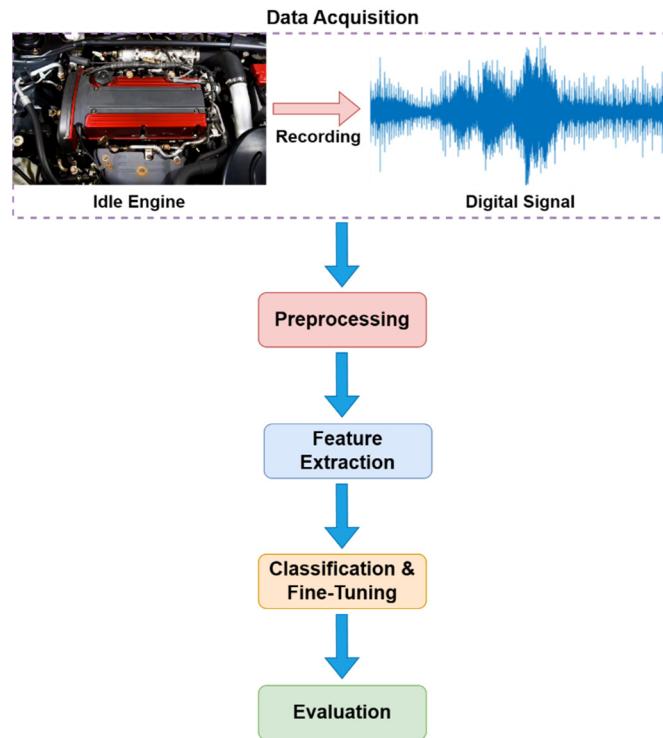 Data Acquisition
Recording
Idle Engine
Digital Signal
Preprocessing
Feature
Extraction
Classification &
Fine-Tuning
Evaluation